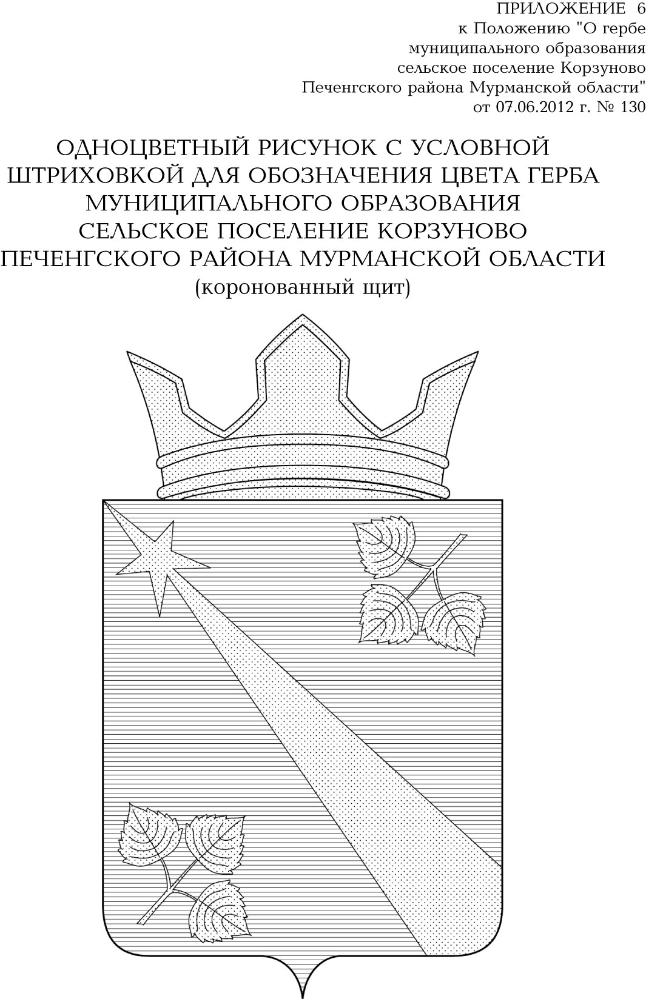 ПРИЛОЖЕНИЕ 6
к Положению "О гербе
муниципального образования
сельское поселение Корзуново
Печенгского района Мурманской области"
от 07.06.2012 г. № 130
ОДНОЦВЕТНЫЙ РИСУНОК С УСЛОВНОЙ
ШТРИХОВКОЙ ДЛЯ ОБОЗНАЧЕНИЯ ЦВЕТА ГЕРБА
МУНИЦИПАЛЬНОГО ОБРАЗОВАНИЯ
СЕЛЬСКОЕ ПОСЕЛЕНИЕ КОРЗУНОВО
ПЕЧЕНГСКОГО РАЙОНА МУРМАНСКОЙ ОБЛАСТИ
(коронованный щит)